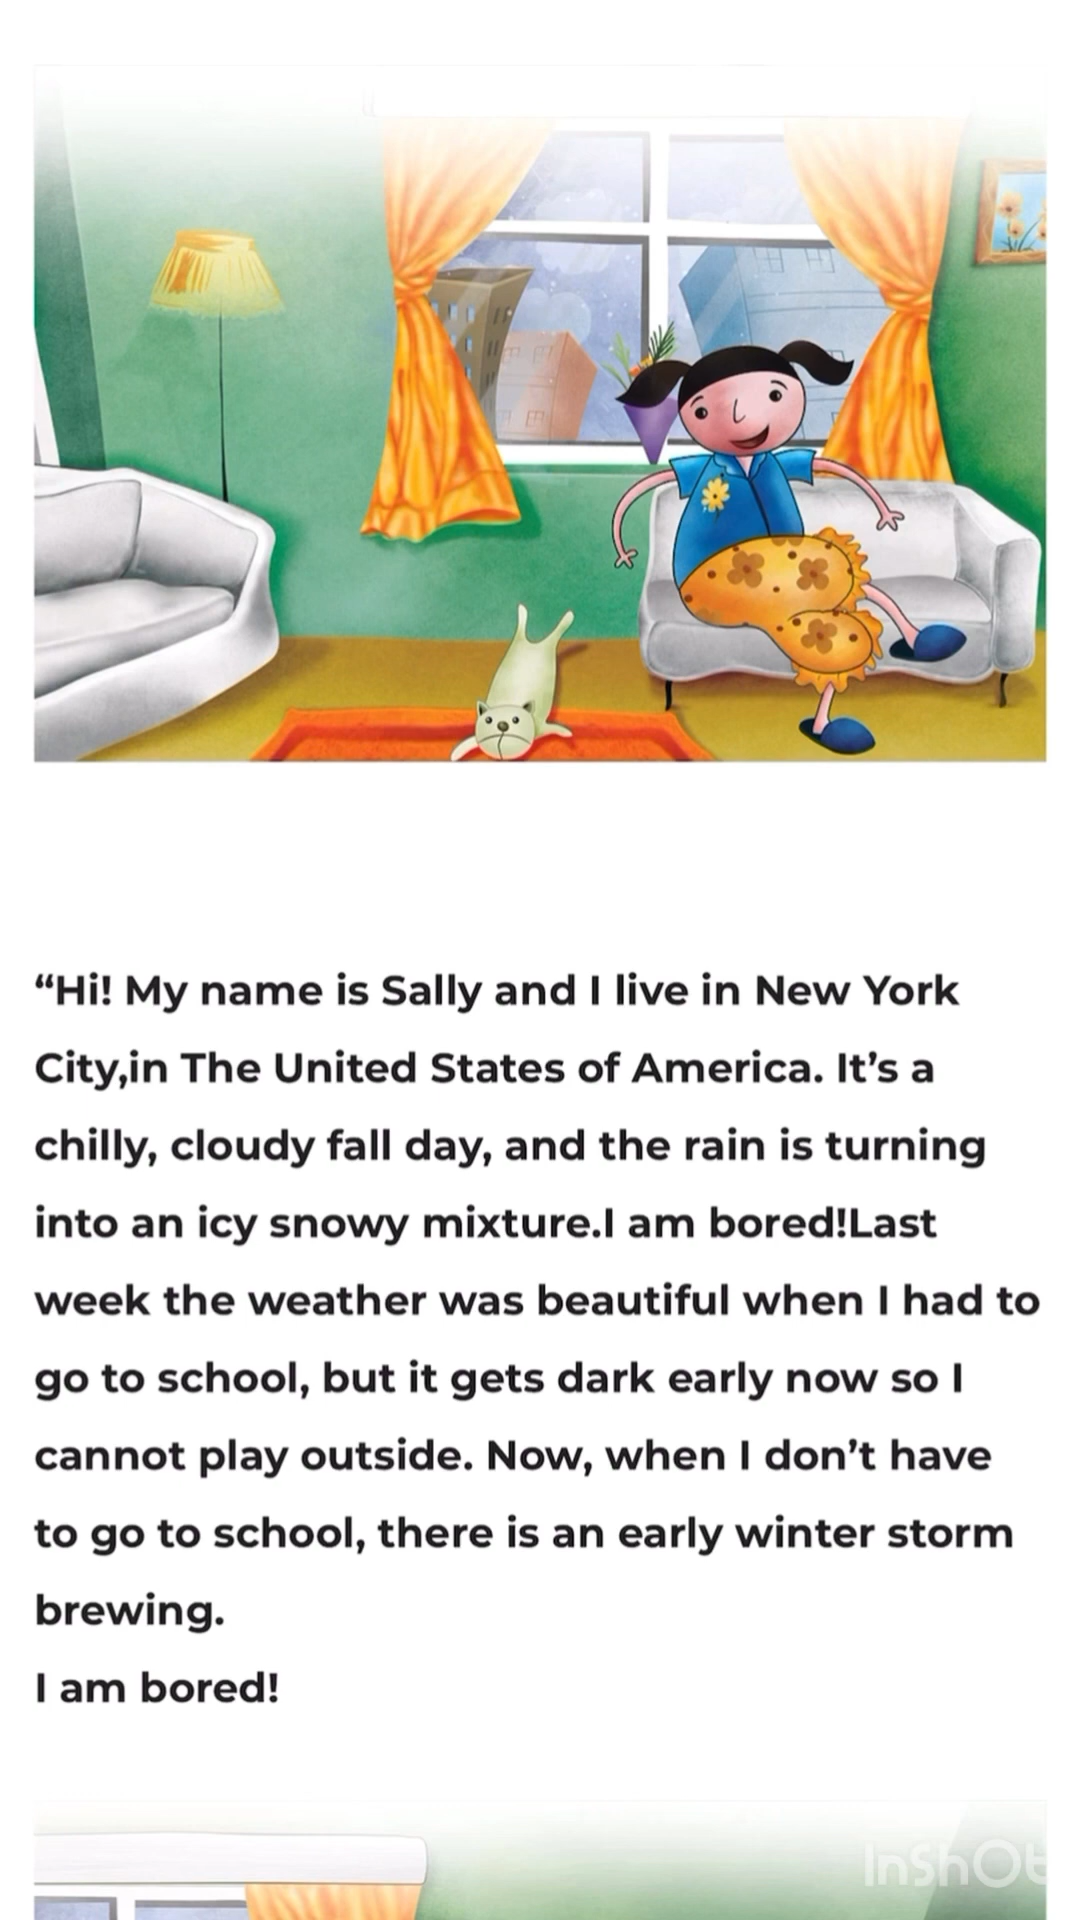 “Hi! My name is Sally and I live in New York
City,in The United States of America. It’s a
chilly, cloudy fall day, and the rain is turning
into an icy snowy mixture.I am bored!Last
week the weather was beautiful when I had to
go to school, but it gets dark early now so I
cannot play outside. Now, when I don’t have
to go to school, there is an early winter storm
brewing.
I am bored!
InShOt